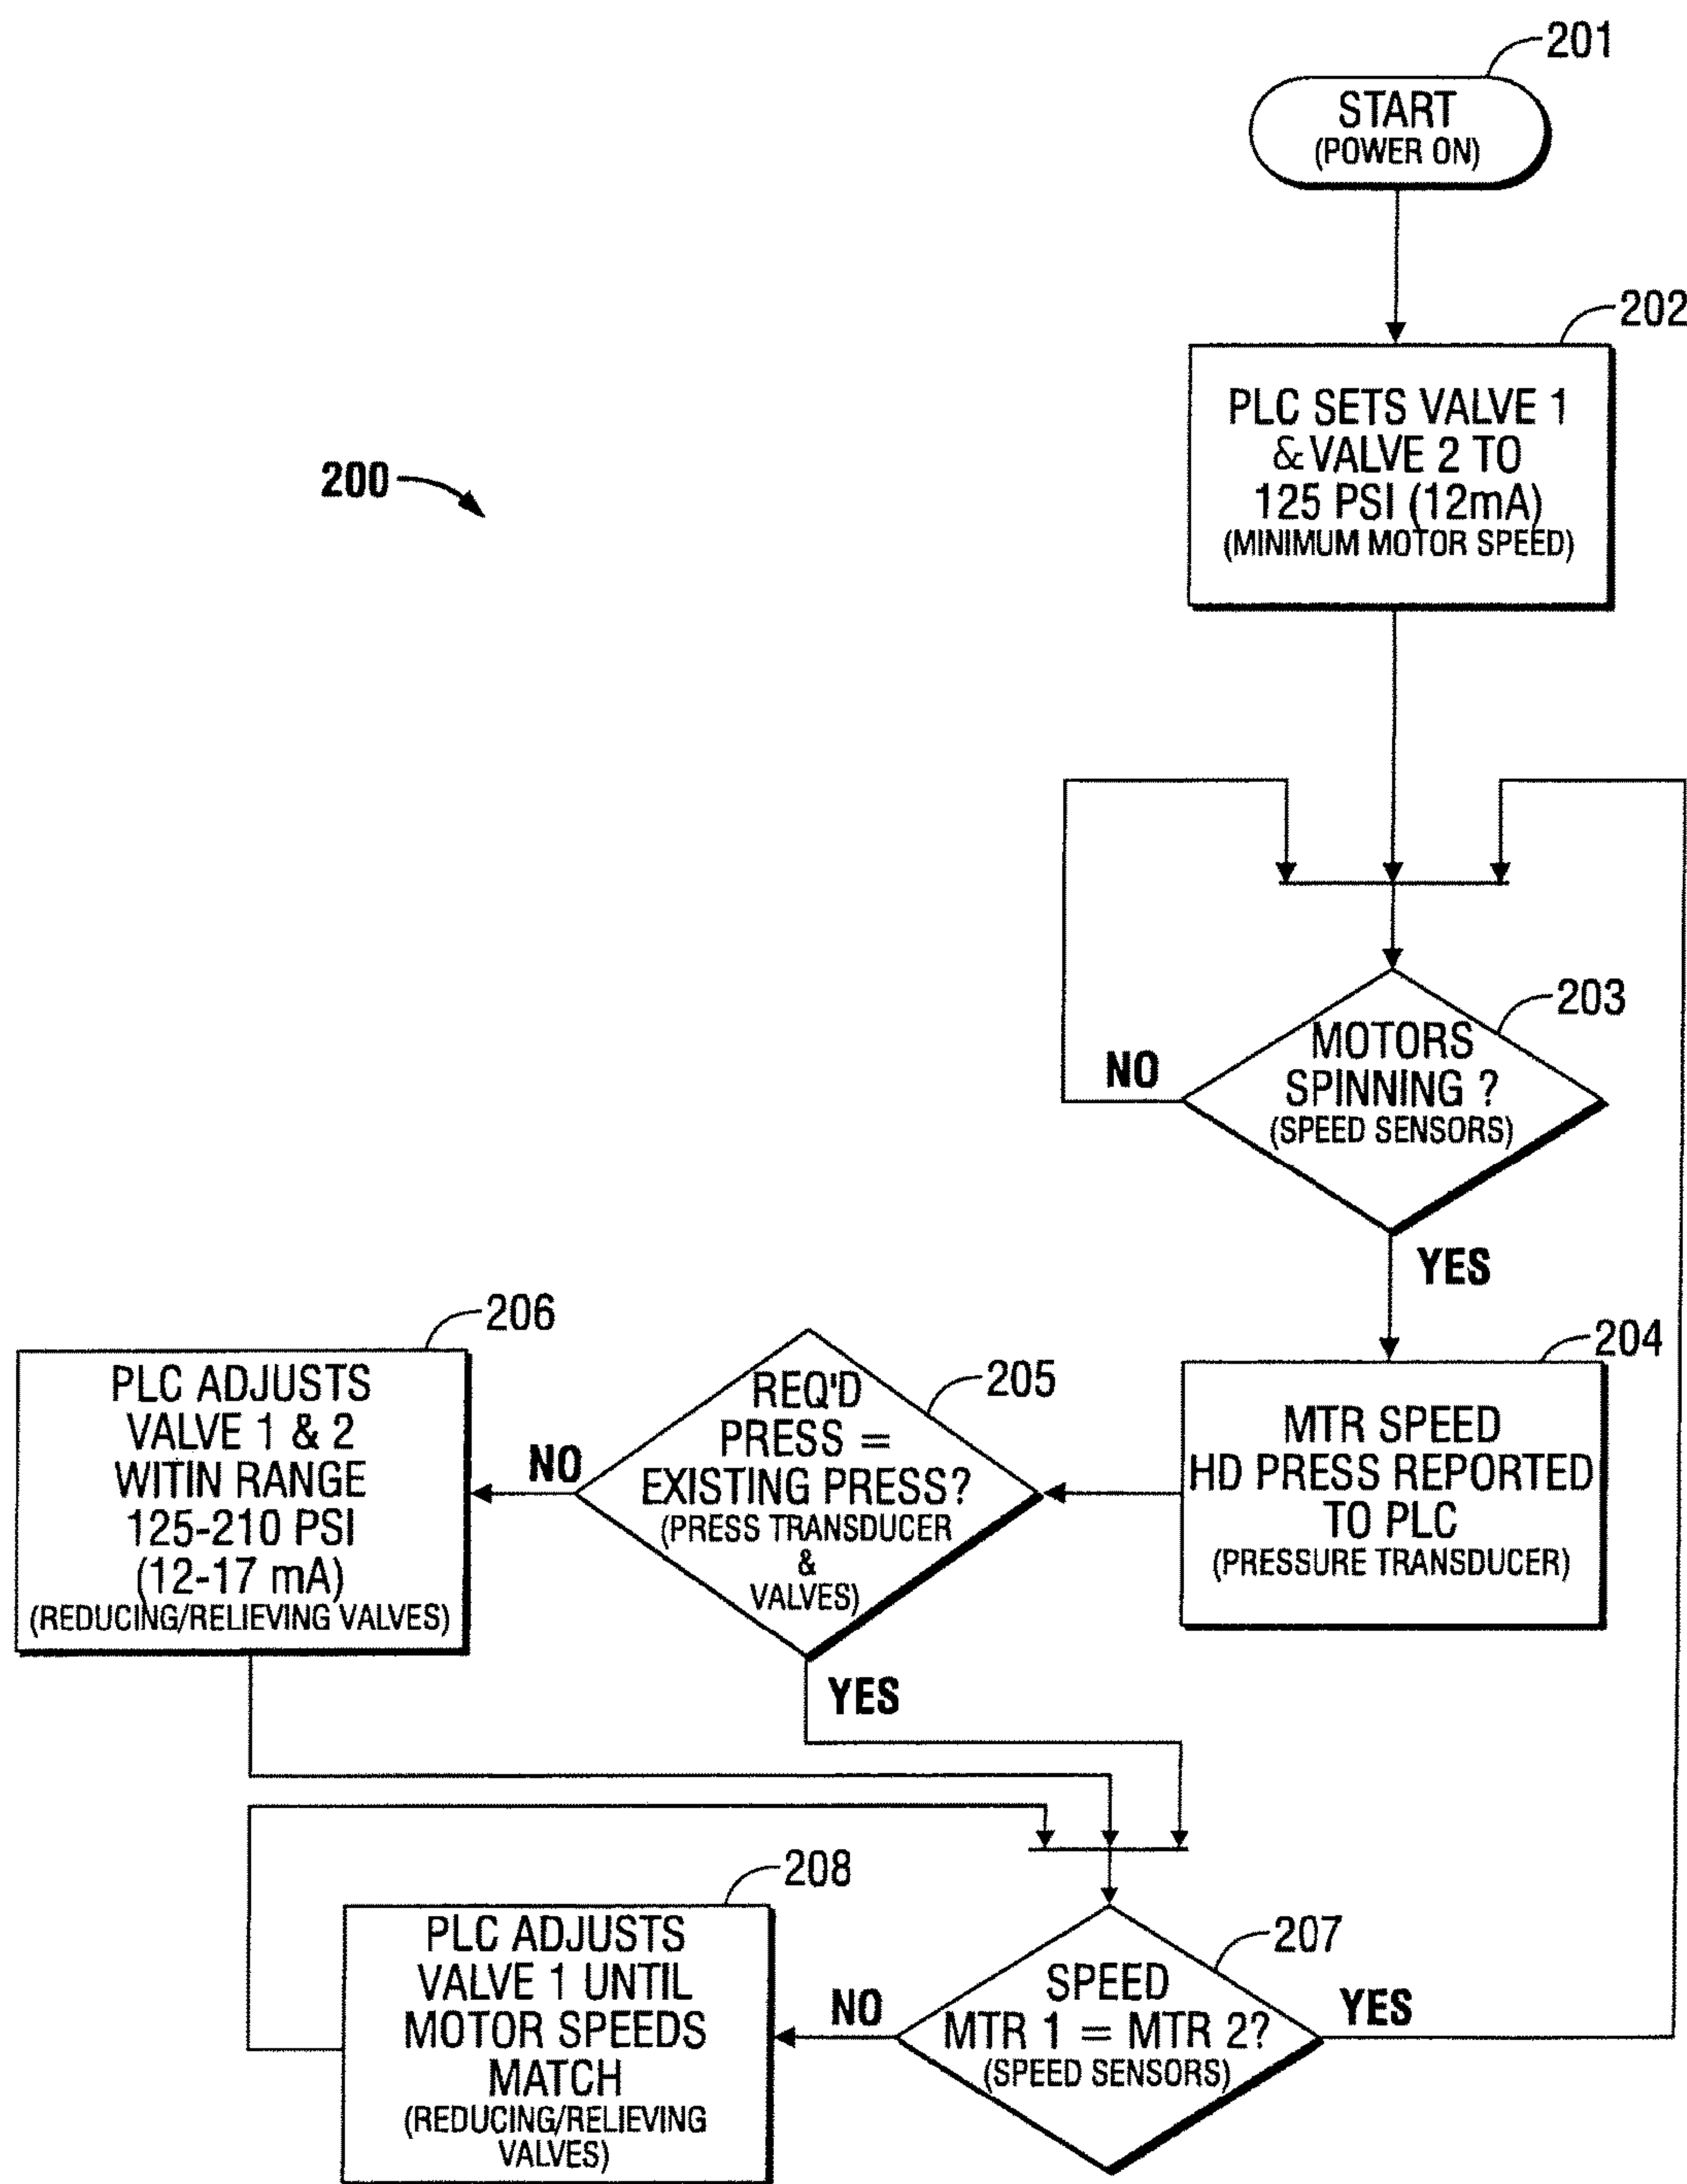 201
START
(POWER ON)
202
PLC SETS VALVE 1
& VALVE 2 TO
125 PSI (12mA)
(MINIMUM MOTOR SPEED)
200
203
MOTORS
SPINNING ?
(SPEED SENSORS)
NO
YES
204
MTR SPEED
HD PRESS REPORTED
TO PLC
(PRESSURE TRANSDUCER)
205
REQ'D
PRESS =
EXISTING PRESS?
(PRESS TRANSDUCER
&
VALVES)
NO
YES
206
PLC ADJUSTS
VALVE 1 & 2
WITIN RANGE
125-210 PSI
(12-17 mA)
(REDUCING/RELIEVING VALVES)
207
SPEED
MTR 1 = MTR 2?
(SPEED SENSORS)
NO
YES
208
PLC ADJUSTS
VALVE 1 UNTIL
MOTOR SPEEDS
MATCH
(REDUCING/RELIEVING
VALVES)